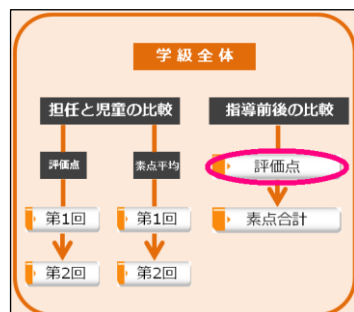 学級全体
担任と児童の比較
指導前後の比較
評価点
素点平均
評価点
第1回
第1回
素点合計
第2回
第2回